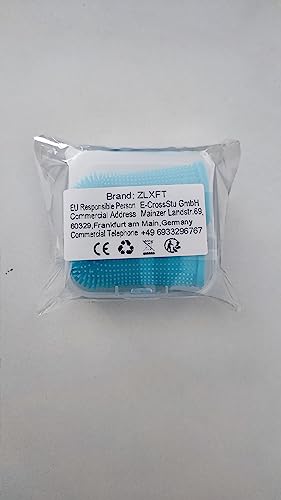 Brand: ZLXFT
EU Responsible Person E-CrossStu GmbH
Commercial Address Mainzer Landstr.69,
60329,Frankfurt am Main,Germany
Commercial Telephone +49 6933296767
CE